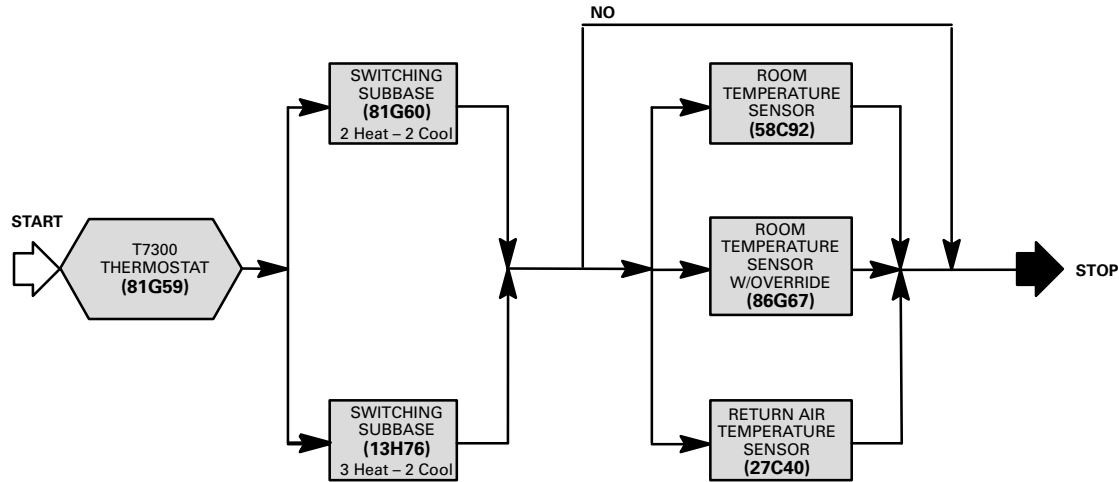 NO
SWITCHING
SUBBASE
(81G60)
2 Heat – 2 Cool
ROOM
TEMPERATURE
SENSOR
(58C92)
START
T7300
THERMOSTAT
(81G59)
ROOM
TEMPERATURE
SENSOR
W/OVERRIDE
(86G67)
STOP
SWITCHING
SUBBASE
(13H76)
3 Heat – 2 Cool
RETURN AIR
TEMPERATURE
SENSOR
(27C40)